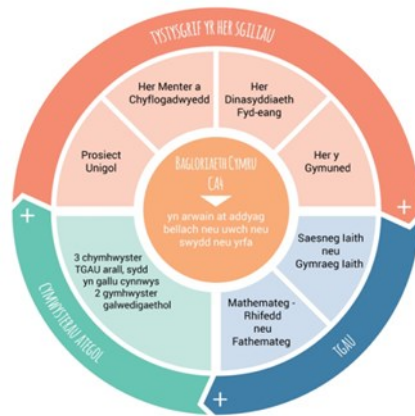 TYSTYSGRIF YR HER SGILIAU
Her Menter a
Chyflogadwyedd
Her
Dinasyddiaeth
Fyd-eang
Prosiect
Unigol
Her y
Gymuned
BAGLORIAETH CYMRU
CA4
yn arwain at addyag
bellach neu uwch neu
swydd neu yrfa
3 chymhwyster
TGAU arall, sydd
yn gallu cynnwys
2 gymhwyster
galwedigaethol
Saesneg Iaith
neu
Gymraeg Iaith
Mathemateg -
Rhifedd
neu
Fathemateg
+
+
+
CYMWYSTERAU ATEGOL
TGAU